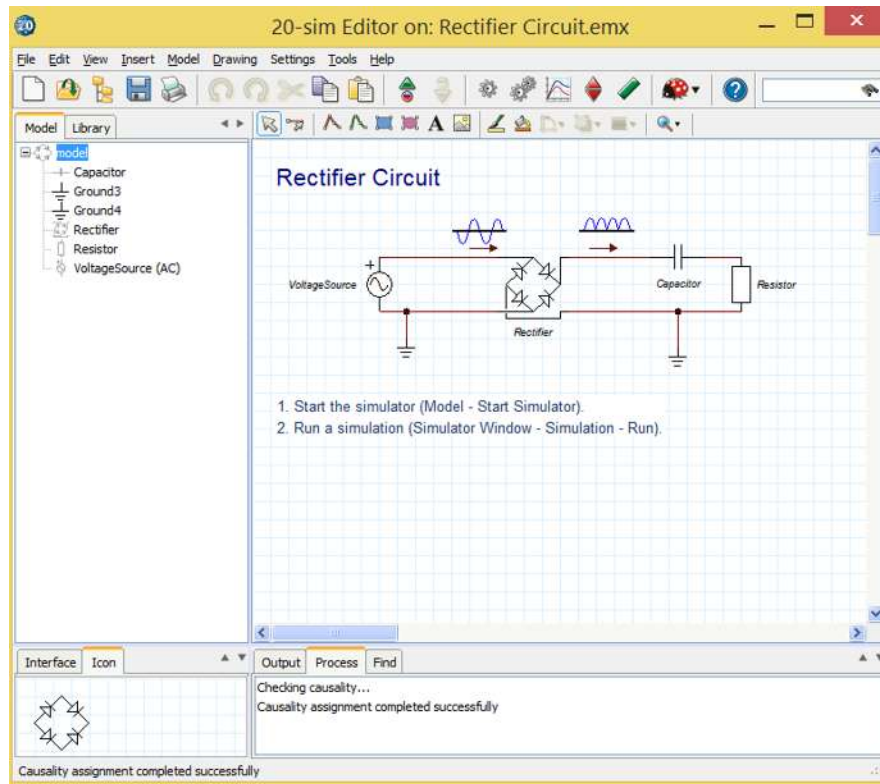 20
20-sim Editor on: Rectifier Circuit.emx
File Edit View Insert Model Drawing Settings Tools Help
Model Library
A
model
Capacitor
Ground3
Ground4
Rectifier
Resistor
VoltageSource (AC)
Rectifier Circuit
VoltageSource
Rectifier
Capacitor
Resistor
1. Start the simulator (Model - Start Simulator).
2. Run a simulation (Simulator Window - Simulation - Run).
Interface Icon
Output Process Find
Checking causality...
Causality assignment completed successfully
Causality assignment completed successfully